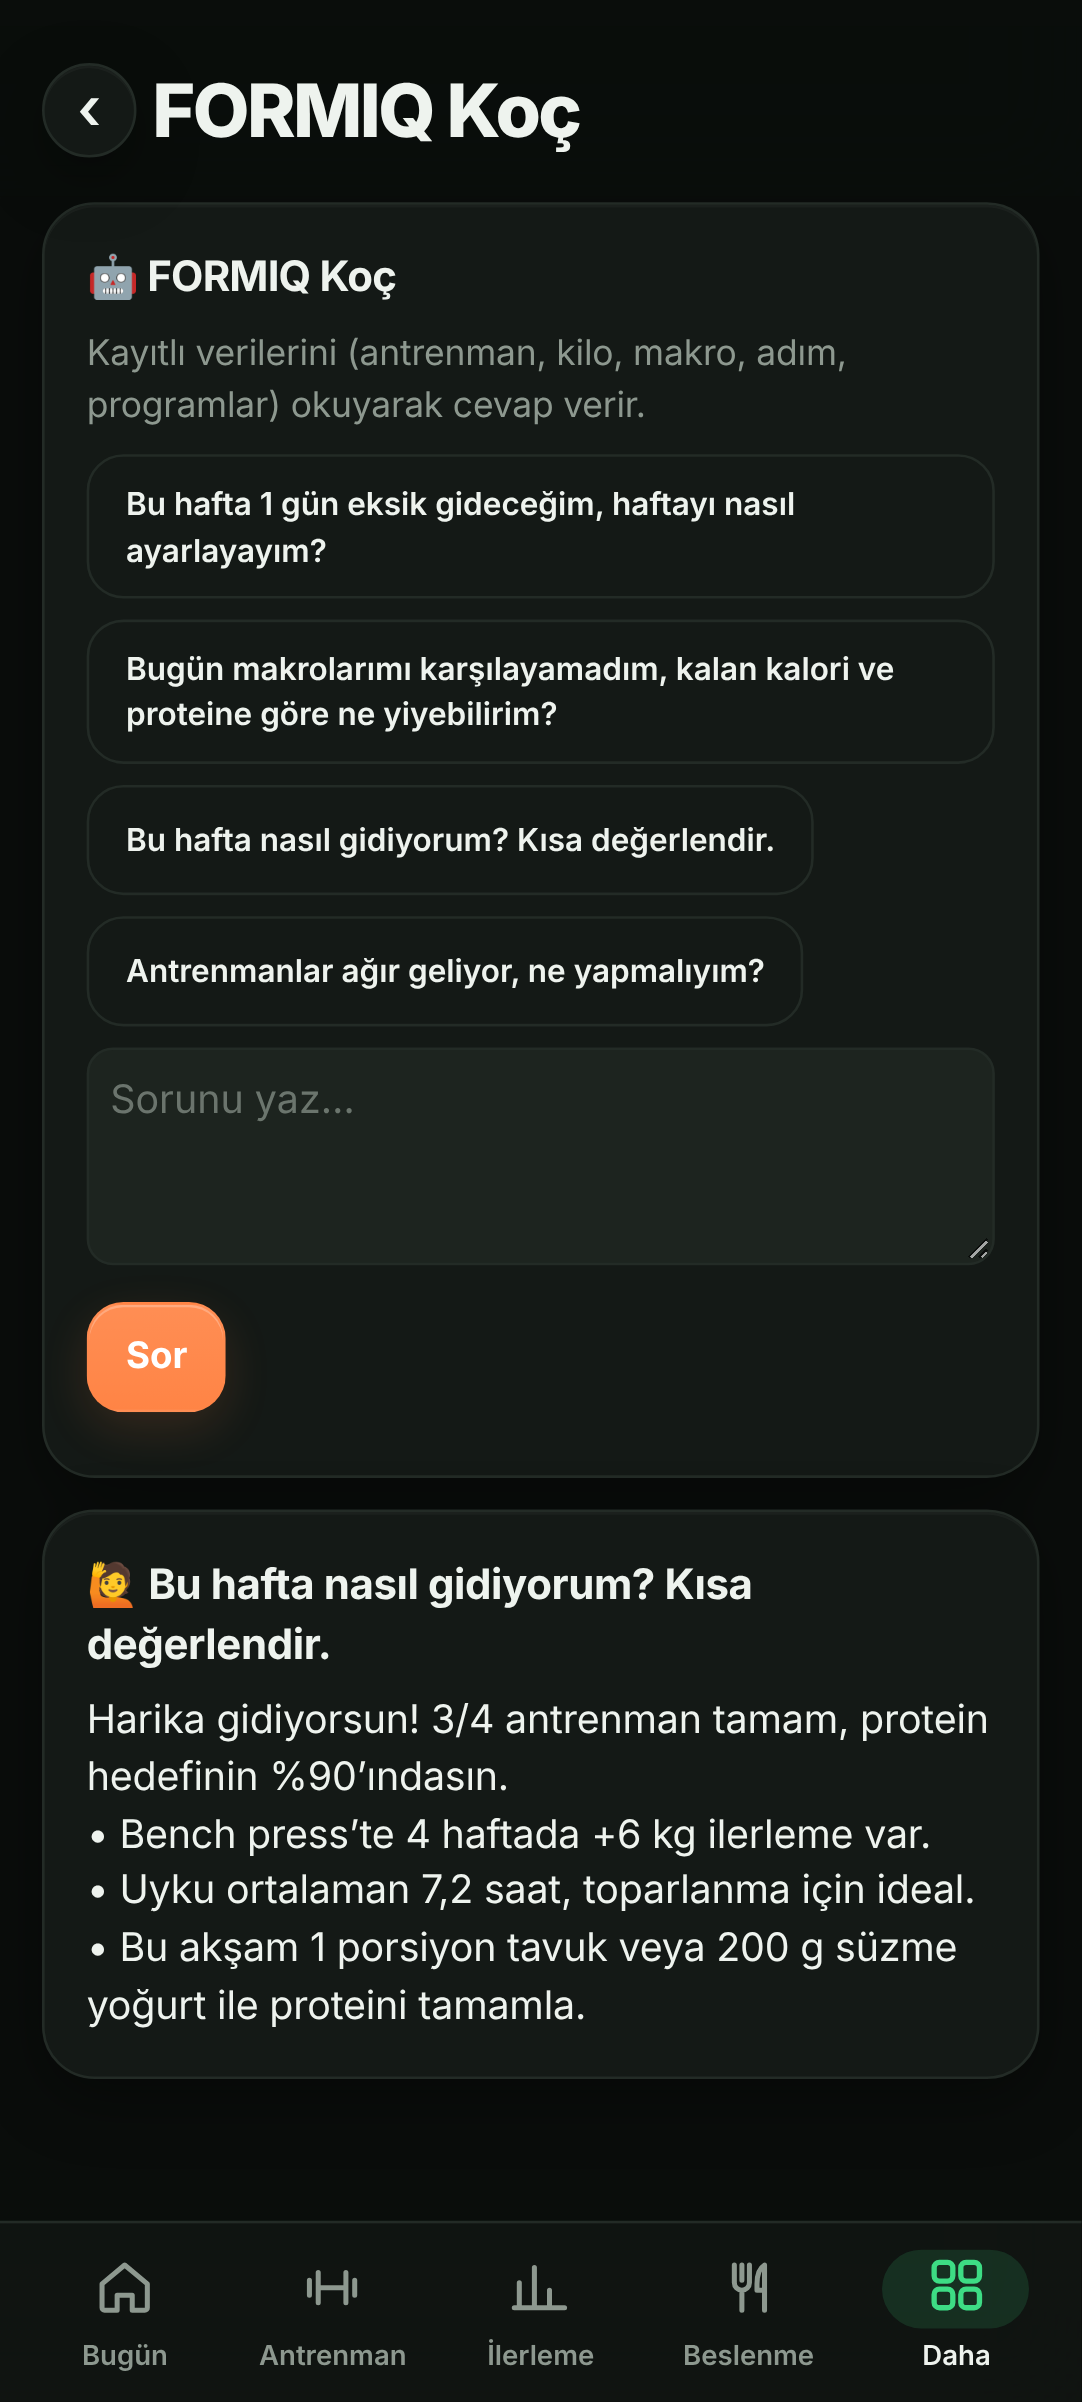 FORMIQ Koç
🤖 FORMIQ Koç
Kayıtlı verilerini (antrenman, kilo, makro, adım,
programlar) okuyarak cevap verir.
Bu hafta 1 gün eksik gideceğim, haftayı nasıl
ayarlayayım?
Bugün makrolarımı karşılayamadım, kalan kalori ve
proteine göre ne yiyebilirim?
Bu hafta nasıl gidiyorum? Kısa değerlendir.
Antrenmanlar ağır geliyor, ne yapmalıyım?
Sorunu yaz...
Sor
🙋 Bu hafta nasıl gidiyorum? Kısa
değerlendir.
Harika gidiyorsun! 3/4 antrenman tamam, protein
hedefinin %90’ındasın.
• Bench press’te 4 haftada +6 kg ilerleme var.
• Uyku ortalaman 7,2 saat, toparlanma için ideal.
• Bu akşam 1 porsiyon tavuk veya 200 g süzme
yoğurt ile proteini tamamla.
Bugün
Antrenman
İlerleme
Beslenme
Daha